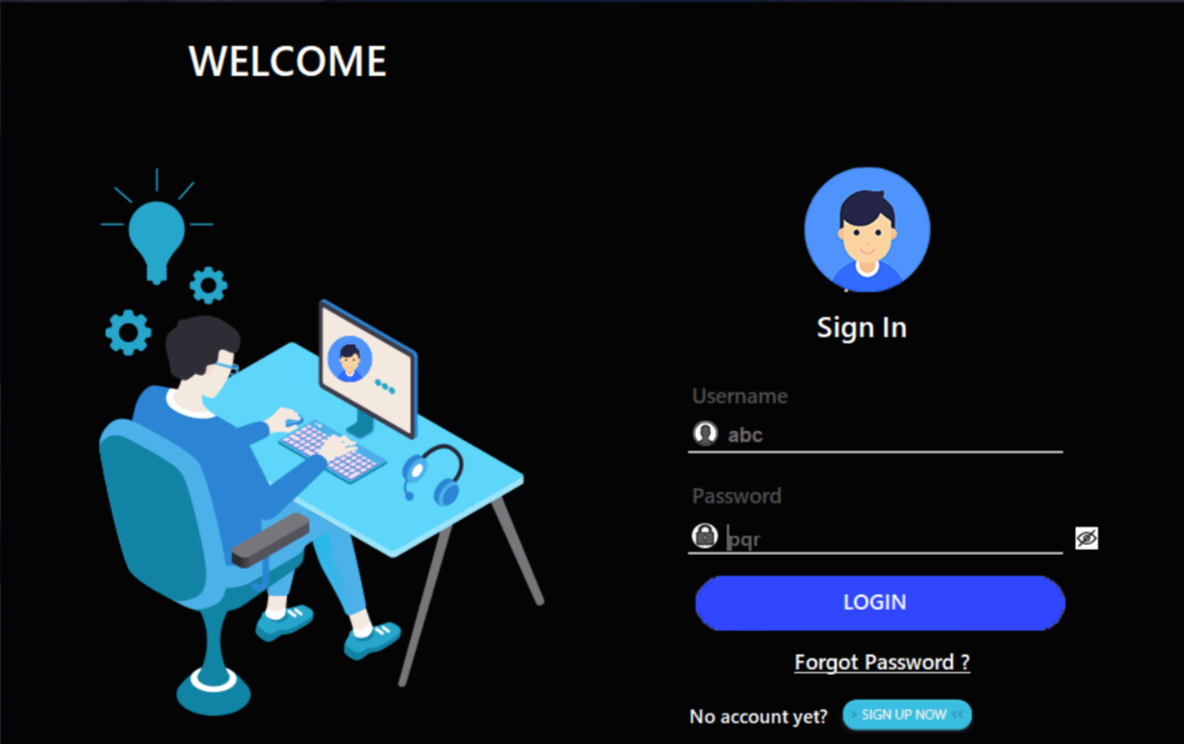 WELCOME
Sign In
Username
abc
Password
pqr
LOGIN
Forgot Password ?
No account yet?
SIGN UP NOW